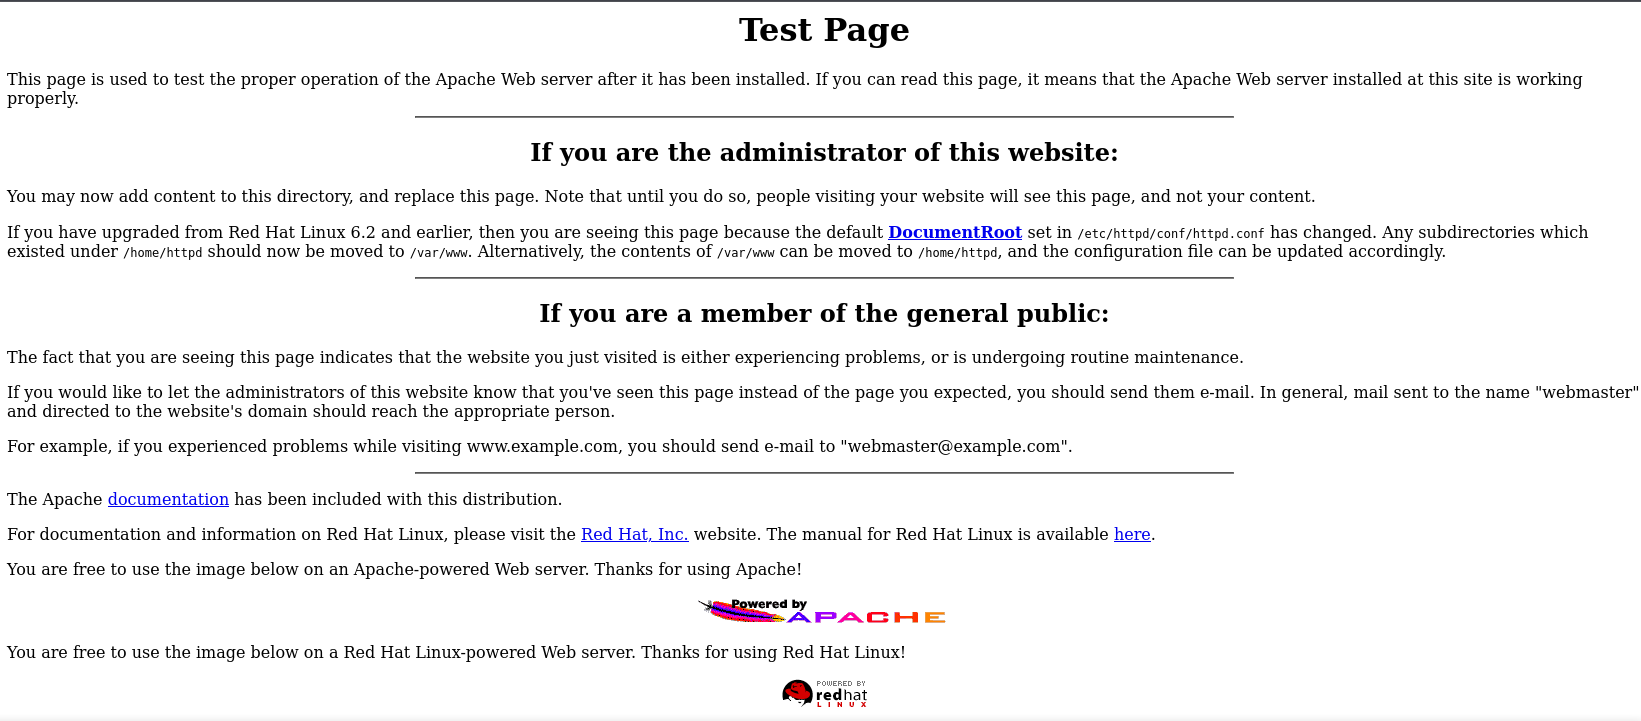 Test Page
This page is used to test the proper operation of the Apache Web server after it has been installed. If you can read this page, it means that the Apache Web server installed at this site is working
properly.
If you are the administrator of this website:
You may now add content to this directory, and replace this page. Note that until you do so, people visiting your website will see this page, and not your content.
If you have upgraded from Red Hat Linux 6.2 and earlier, then you are seeing this page because the default DocumentRoot set in /etc/httpd/conf/httpd.conf has changed. Any subdirectories which
existed under /home/httpd should now be moved to /var/www. Alternatively, the contents of /var/www can be moved to /home/httpd, and the configuration file can be updated accordingly.
If you are a member of the general public:
The fact that you are seeing this page indicates that the website you just visited is either experiencing problems, or is undergoing routine maintenance.
If you would like to let the administrators of this website know that you've seen this page instead of the page you expected, you should send them e-mail. In general, mail sent to the name "webmaster"
and directed to the website's domain should reach the appropriate person.
For example, if you experienced problems while visiting www.example.com, you should send e-mail to "webmaster@example.com".
The Apache documentation has been included with this distribution.
For documentation and information on Red Hat Linux, please visit the Red Hat, Inc. website. The manual for Red Hat Linux is available here.
You are free to use the image below on an Apache-powered Web server. Thanks for using Apache!
Powered by
APACHE
You are free to use the image below on a Red Hat Linux-powered Web server. Thanks for using Red Hat Linux!
POWERED BY
redhat
LINUX